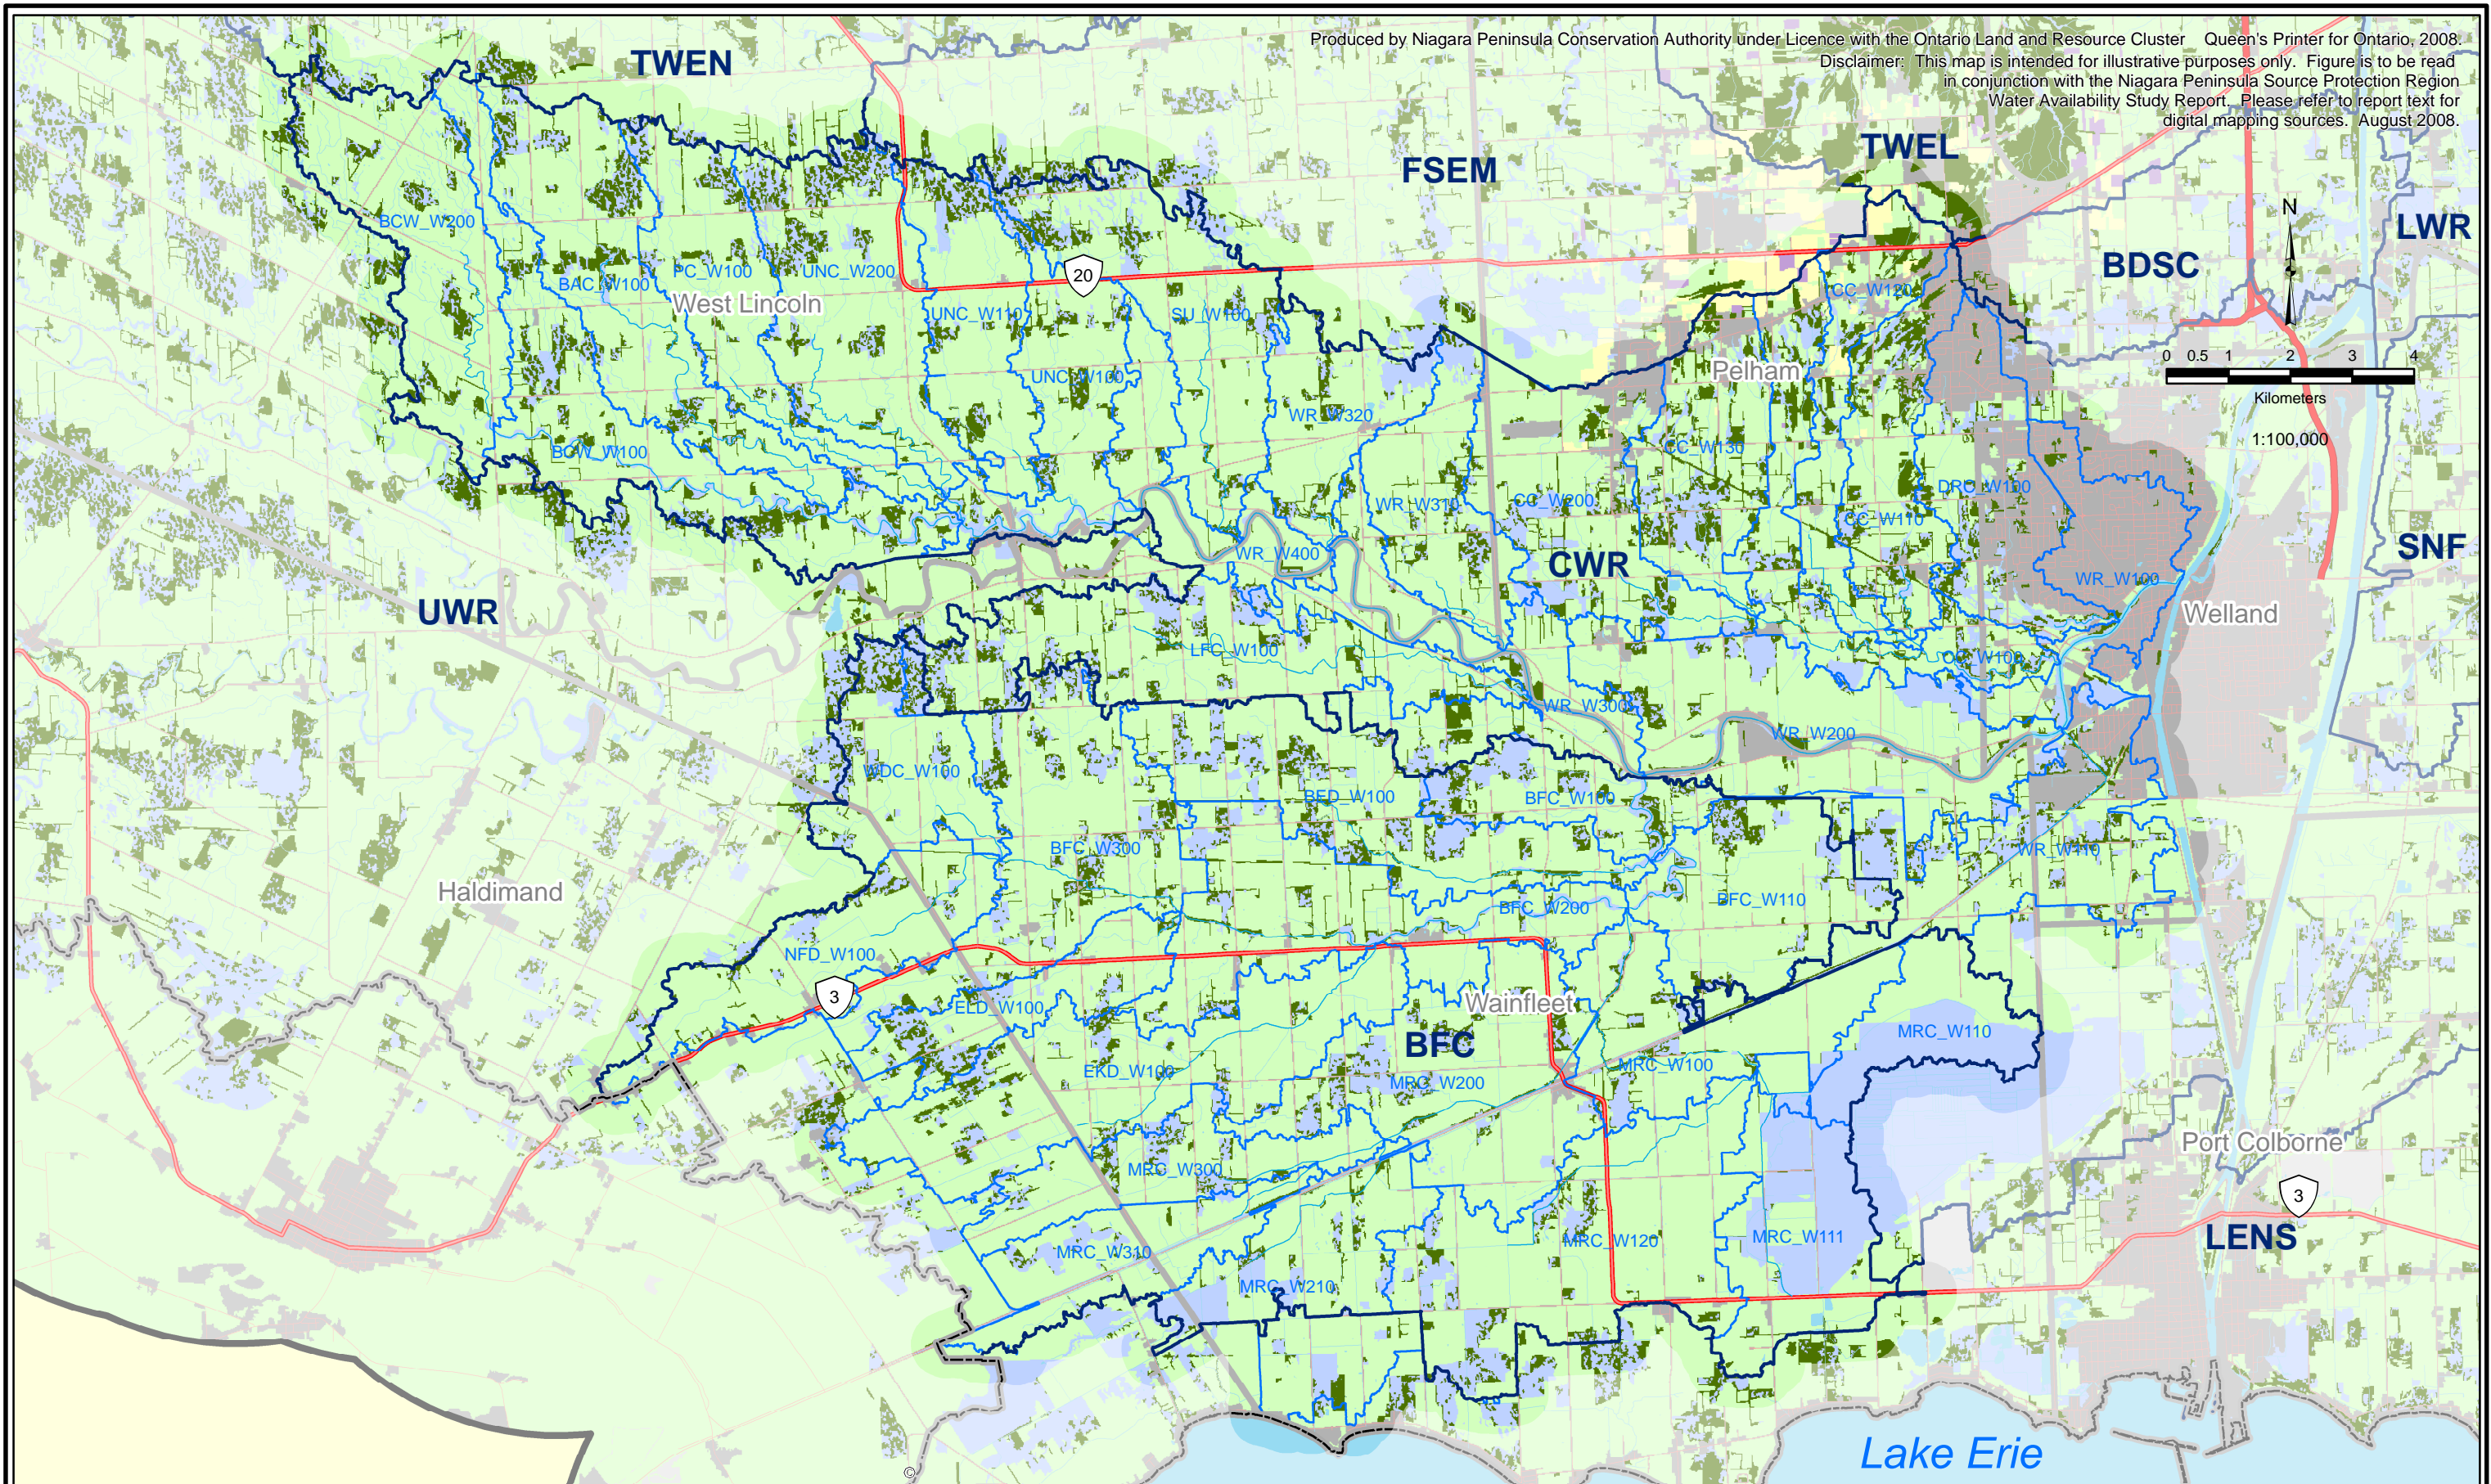 Produced by Niagara Peninsula Conservation Authority under Licence with the Ontario Land and Resource Cluster Queen's Printer for Ontario, 2008.
Disclaimer: This map is intended for illustrative purposes only. Figure is to be read
in conjunction with the Niagara Peninsula Source Protection Region
Water Availability Study Report. Please refer to report text for
digital mapping sources. August 2008.
TWEN
FSEM
TWEL
BDSC
LWR
N
BCW_W200
BAC_W100
PC_W100
UNC_W200
West Lincoln
20
UNC_W110
SU_W100
CC_W120
0 0.5 1 2 3 4
Kilometers
1:100,000
UNC_W100
Pelham
WR_W320
BCW_W100
CC_W130
WR_W310
CC_W200
DRC_W100
CC_W110
WR_W400
CWR
SNF
WR_W100
UWR
Welland
LFC_W100
CC_W100
WR_W300
WR_W200
WDC_W100
BED_W100
BFC_W100
BFC_W300
WR_W110
Haldimand
BFC_W200
BFC_W110
NFD_W100
3
ELD_W100
Wainfleet
BFC
MRC_W110
EKD_W100
MRC_W200
MRC_W100
Port Colborne
MRC_W300
3
MRC_W310
MRC_W120
MRC_W111
LENS
MRC_W210
Lake Erie
©